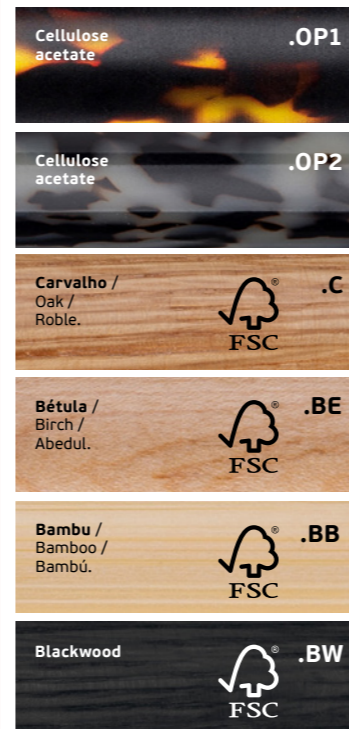 Cellulose
acetate
.OP1
Cellulose
acetate
.OP2
Carvalho /
Oak /
Roble.
®
FSC
.C
Bétula /
Birch /
Abedul.
®
FSC
.BE
Bambu /
Bamboo /
Bambú.
®
FSC
.BB
Blackwood
®
FSC
.BW